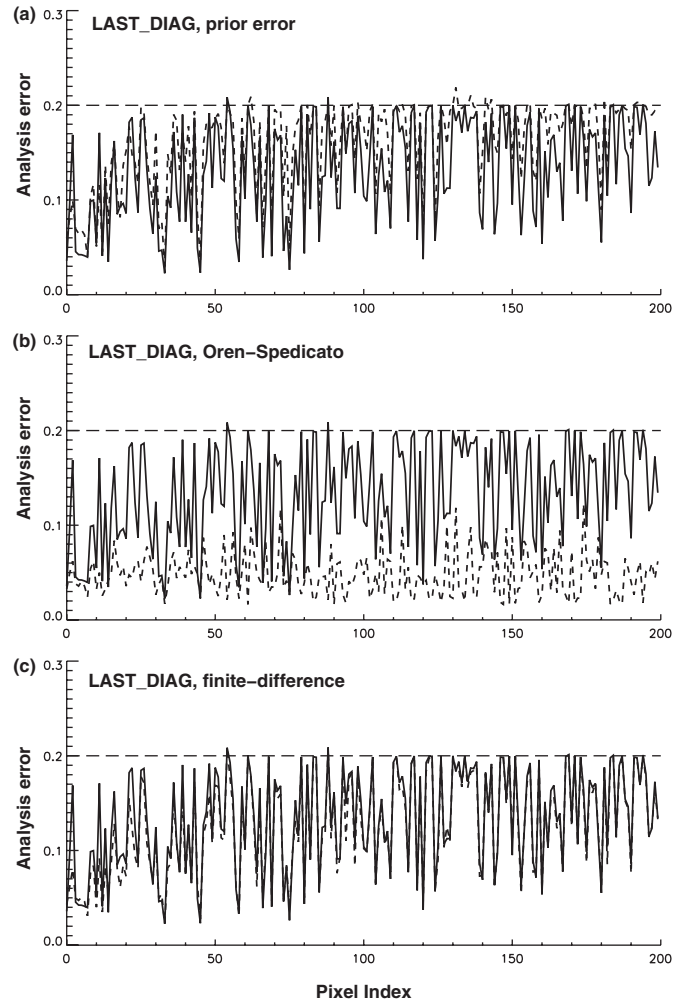 (a)
LAST_DIAG, prior error
Analysis error
0.3
0.2
0.1
0.0
0 50 100 150 200
(b)
LAST_DIAG, Oren−Spedicato
Analysis error
0.3
0.2
0.1
0.0
0 50 100 150 200
(c)
LAST_DIAG, finite−difference
Analysis error
0.3
0.2
0.1
0.0
0 50 100 150 200
Pixel Index